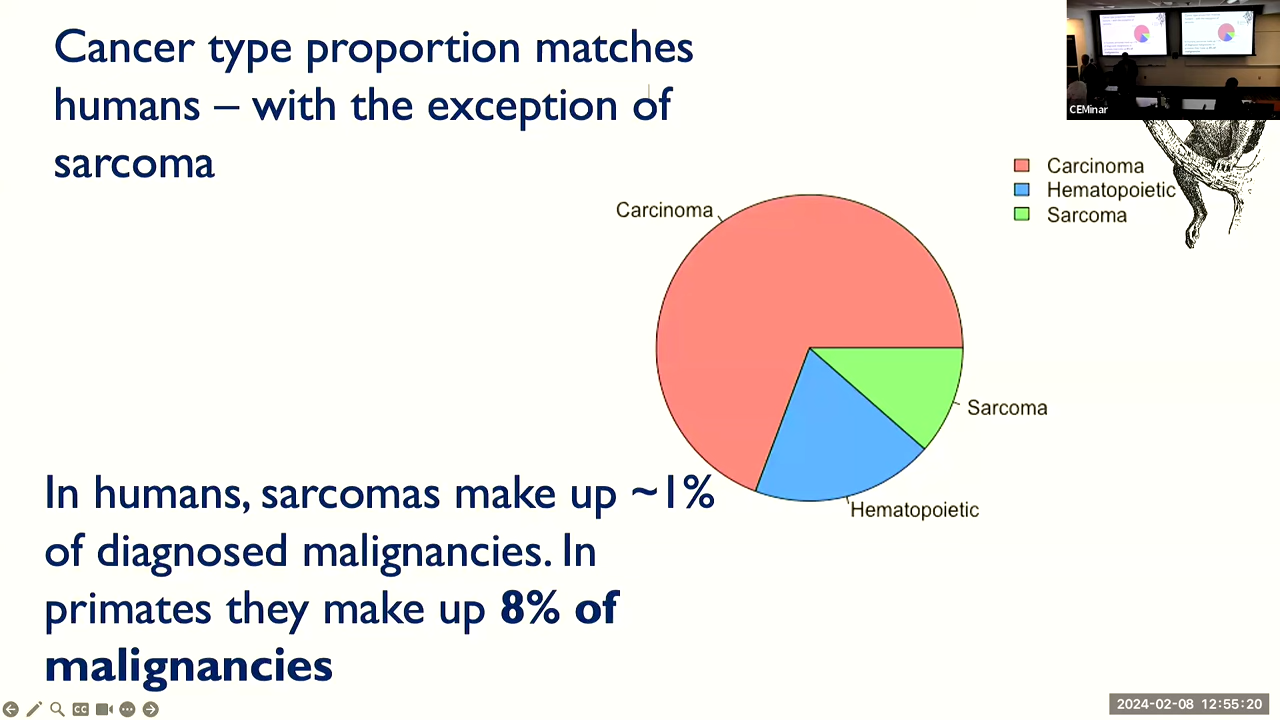 Cancer type proportion matches
humans – with the exception of
sarcoma
CEMinar
Carcinoma
Hematopoietic
Sarcoma
Carcinoma
Sarcoma
Hematopoietic
In humans, sarcomas make up ~1%
of diagnosed malignancies. In
primates they make up 8% of
malignancies
CC
2024-02-08 12:55:20